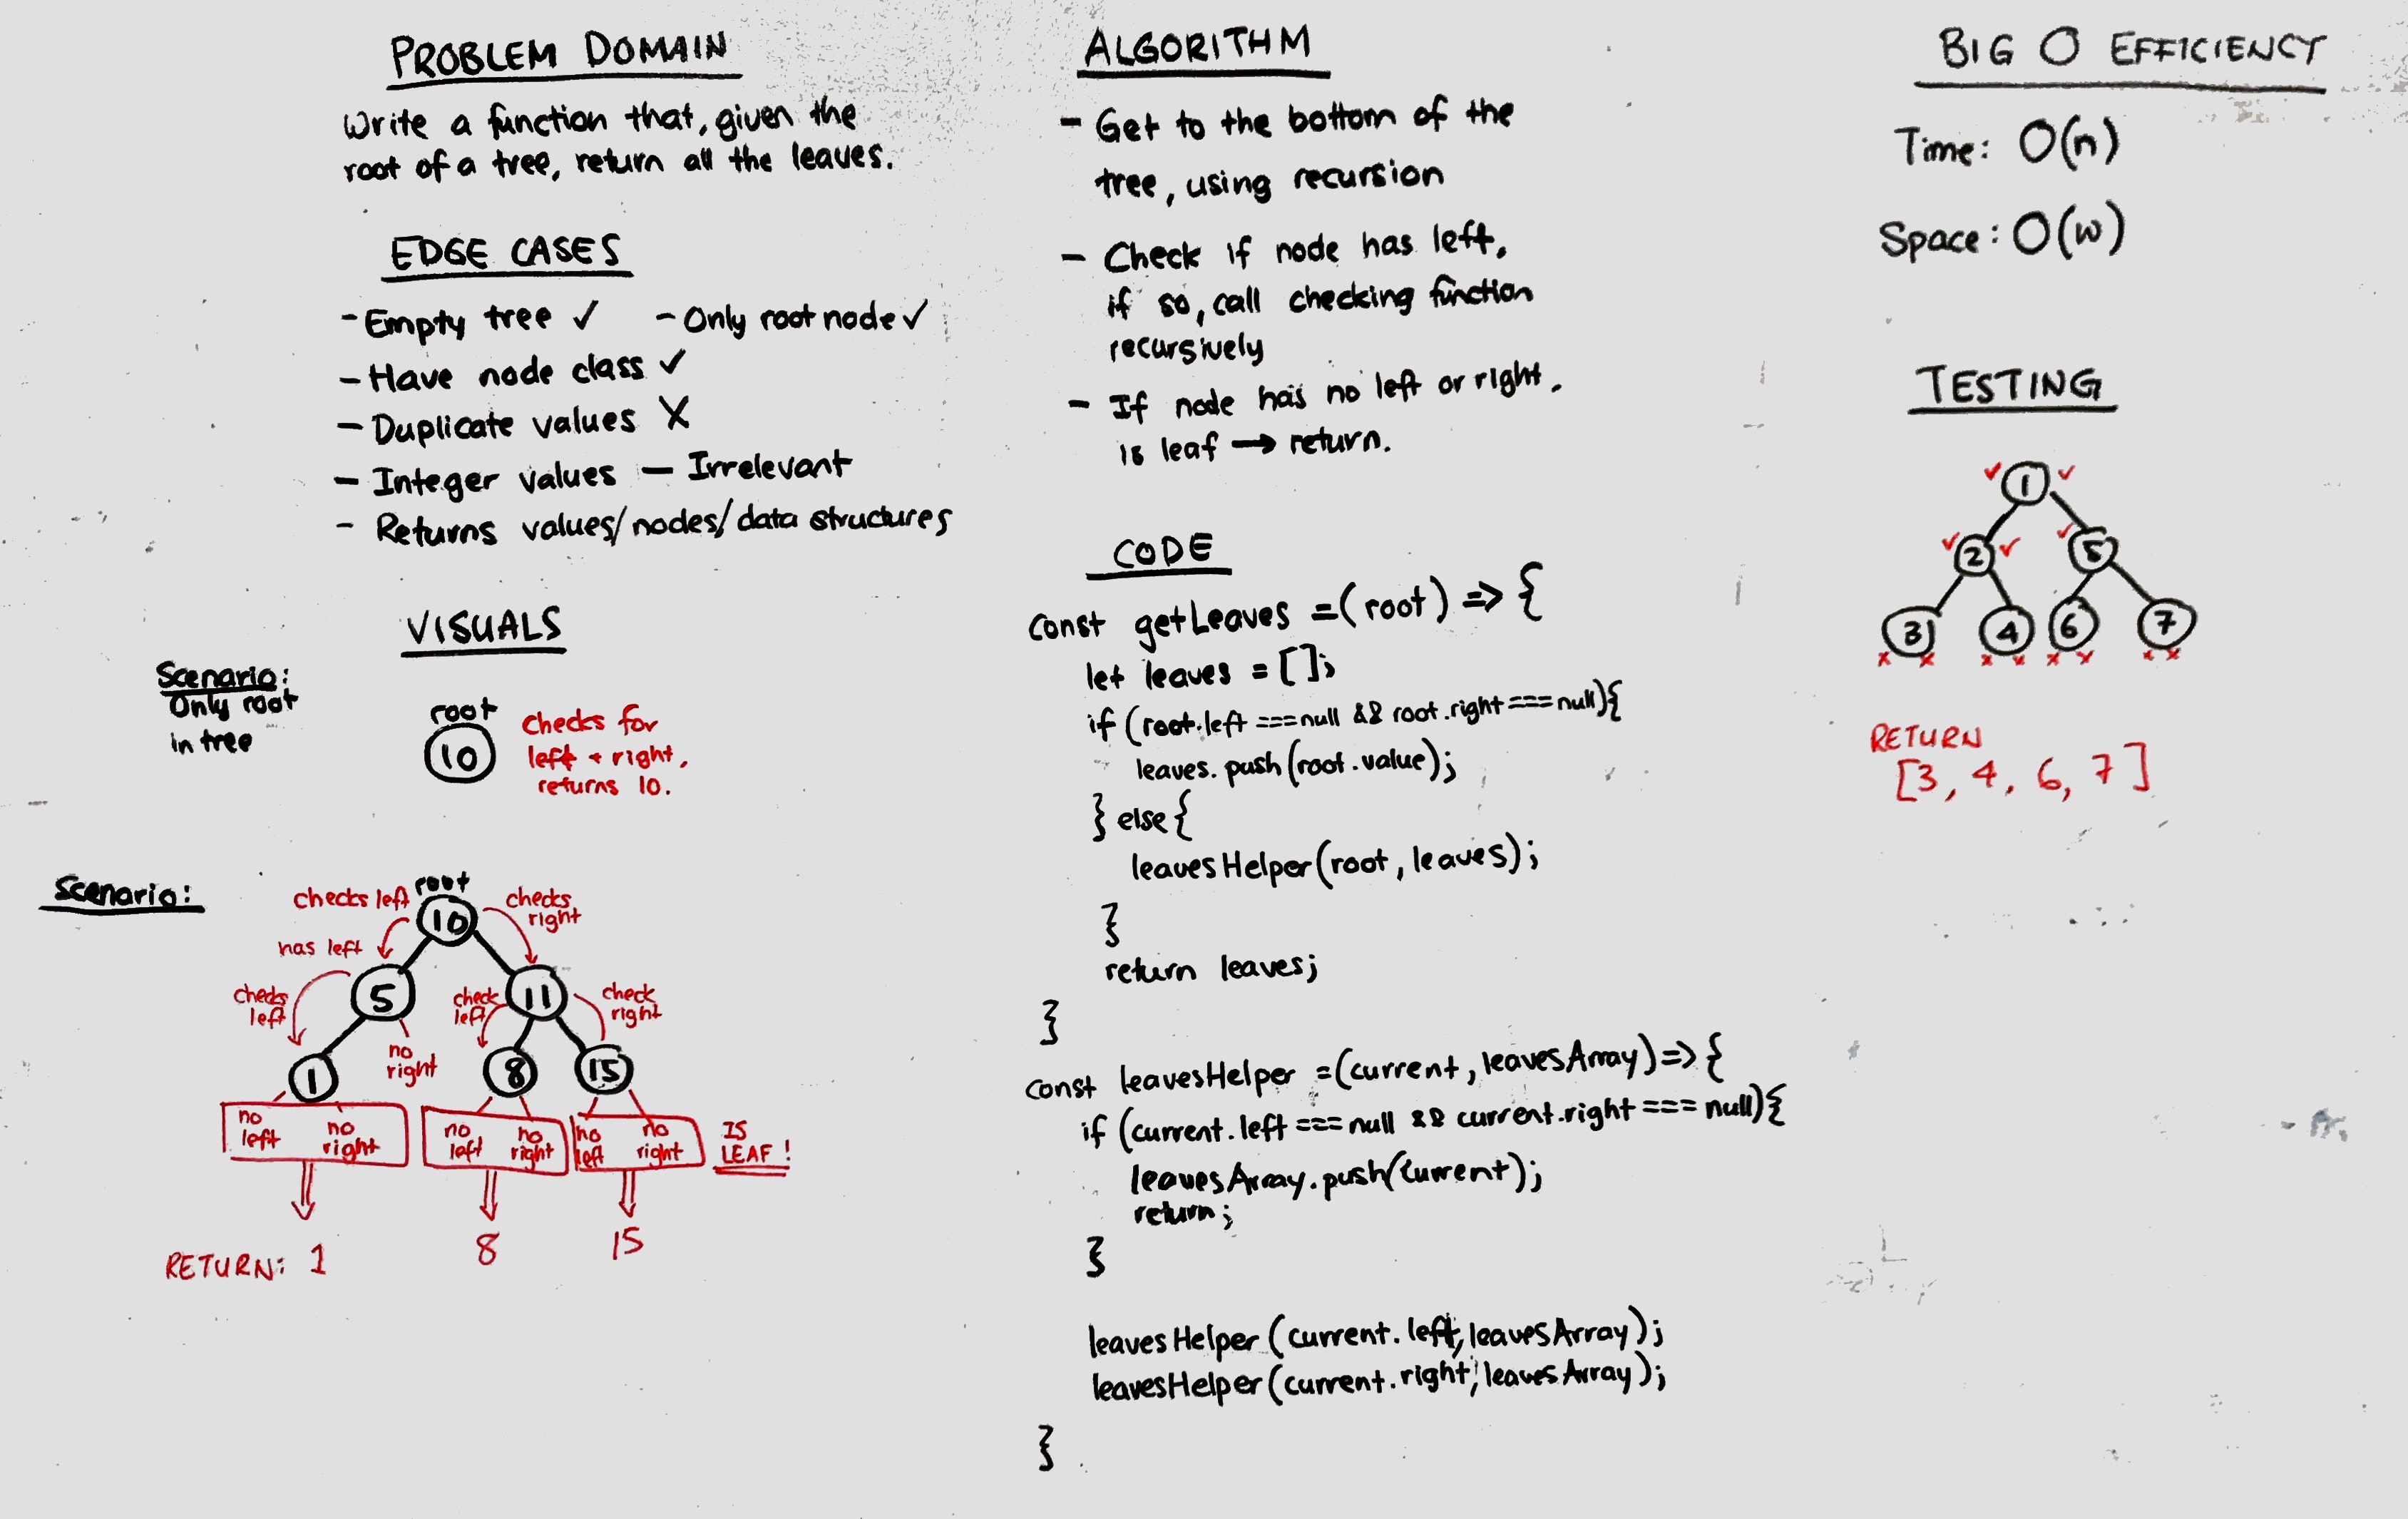 PROBLEM DOMAIN
Write a function that, given the
root of a tree, return all the leaves.
EDGE CASES
- Empty tree ✓ - Only root node ✓
- Have node class ✓
- Duplicate values X
- Integer values — Irrelevant
- Returns values/nodes/data structures
VISUALS
Scenario:
Only root
in tree
root
10
checks for
left + right,
returns 10.
Scenario:
root
checks left
10
checks
right
has left
5
11
checks
left
check
left
check
right
no
right
1
8
15
no
left
no
right
no
left
no
right
no
left
no
right
IS
LEAF!
RETURN: 1
8
15
ALGORITHM
- Get to the bottom of the
tree, using recursion
- Check if node has left,
if so, call checking function
recursively
- If node has no left or right,
is leaf → return.
CODE
const getLeaves = (root) => {
let leaves = [];
if (root.left === null && root.right === null){
leaves.push(root.value);
} else {
leavesHelper(root, leaves);
}
return leaves;
}
const leavesHelper = (current, leavesArray) => {
if (current.left === null && current.right === null){
leavesArray.push(current);
return;
}
leavesHelper(current.left, leavesArray);
leavesHelper(current.right, leavesArray);
}
BIG O EFFICIENCY
Time: O(n)
Space: O(w)
TESTING
✓ 1 ✓
✓ 2 ✓ ✓ 5
3 4 6 7
x x x x x x x x
RETURN
[3, 4, 6, 7]